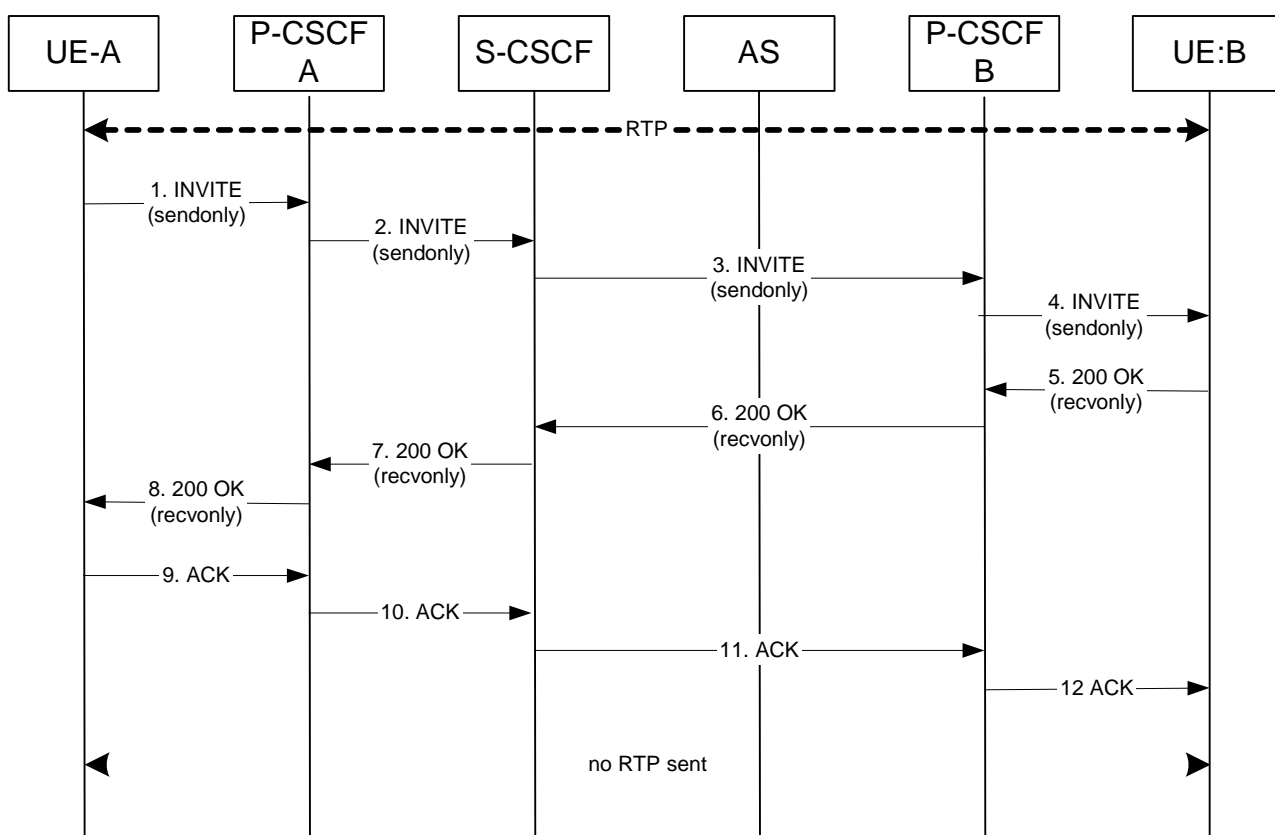 UE-A
P-CSCF
A
S-CSCF
AS
P-CSCF
B
UE:B
RTP
1. INVITE
(sendonly)
2. INVITE
(sendonly)
3. INVITE
(sendonly)
4. INVITE
(sendonly)
5. 200 OK
(recvonly)
6. 200 OK
(recvonly)
7. 200 OK
(recvonly)
8. 200 OK
(recvonly)
9. ACK
10. ACK
11. ACK
12 ACK
no RTP sent